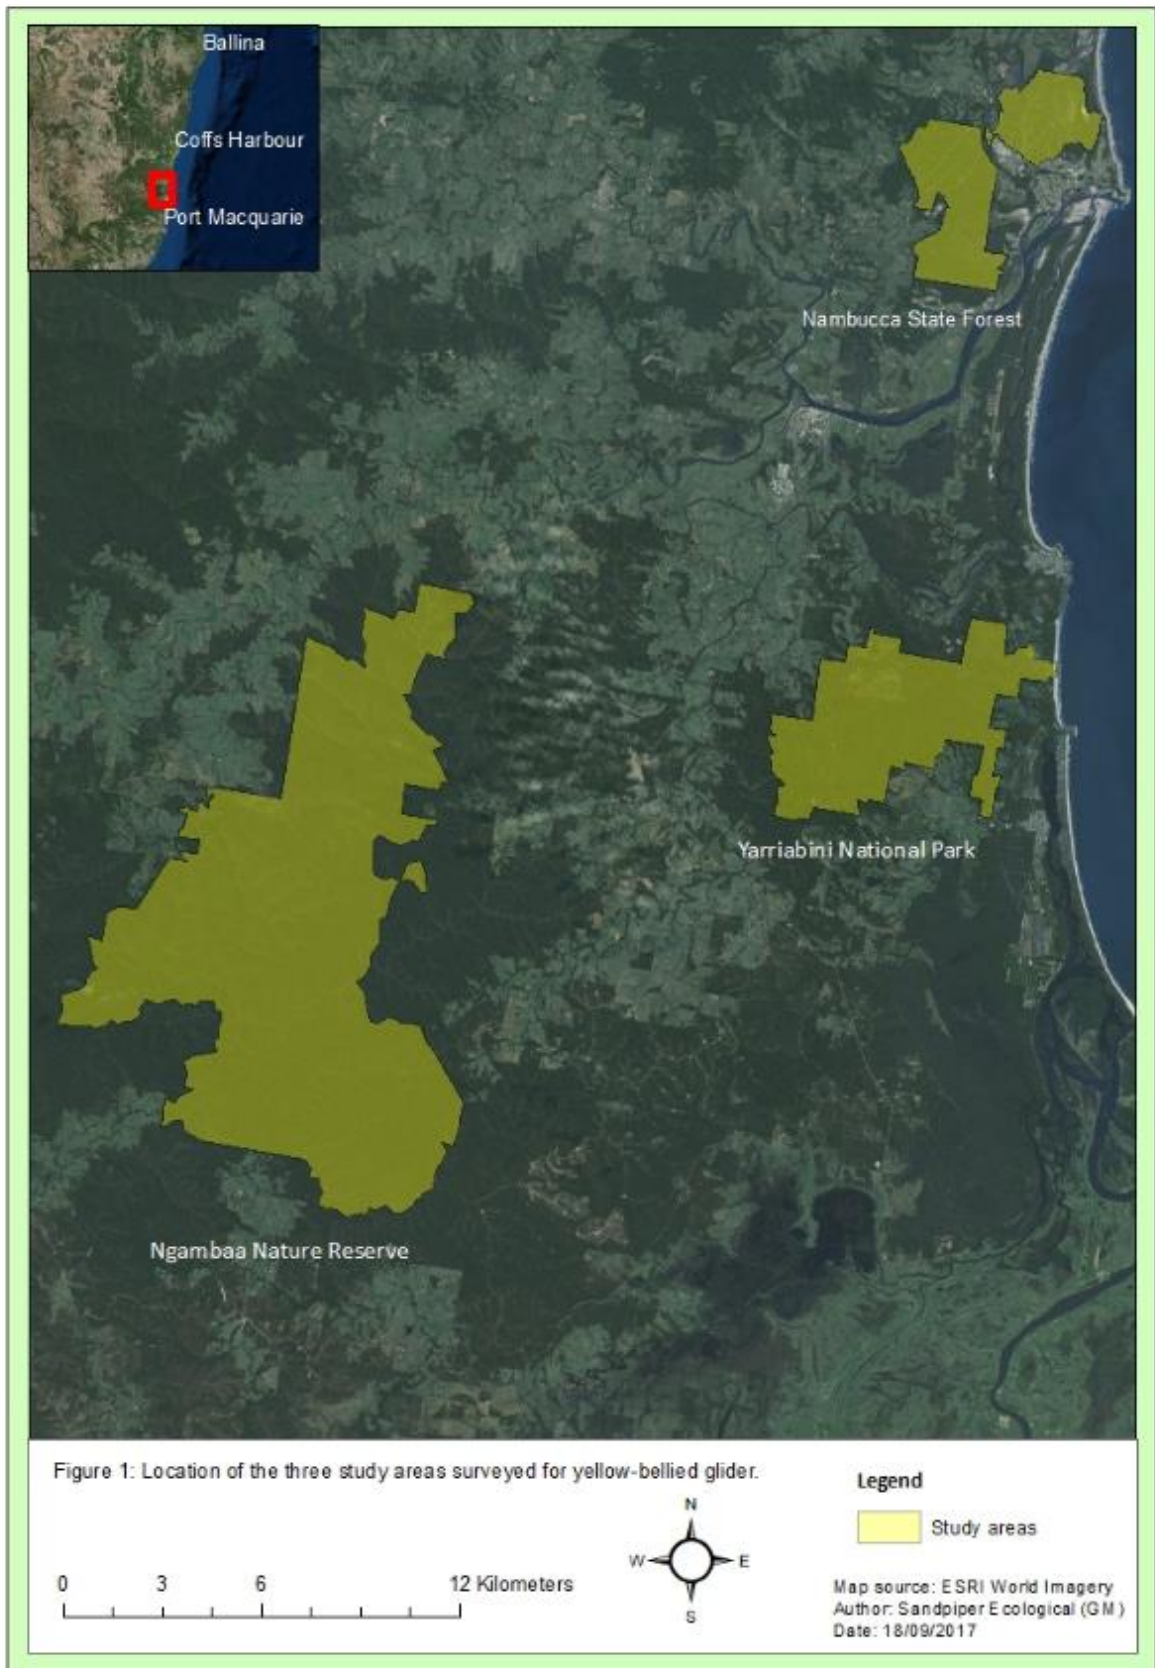 Ballina
Coffs Harbour
Port Macquarie
Nambucca State Forest
Yarriabini National Park
Ngambaa Nature Reserve
Figure 1: Location of the three study areas surveyed for yellow-bellied glider.
0 3 6 12 Kilometers
N
W E
S
Legend
Study areas
Map source: ESRI World Imagery
Author: Sandpiper Ecological (GM)
Date: 18/09/2017